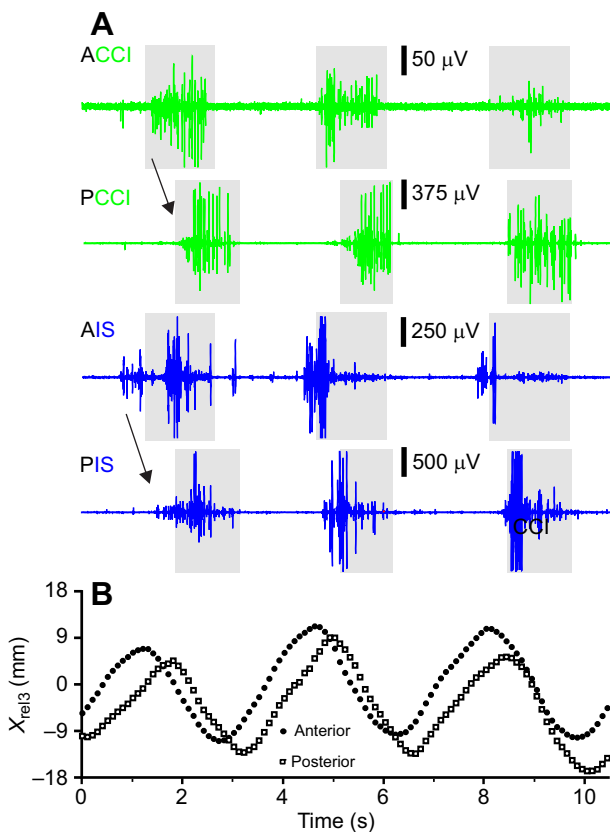 A
ACCI
50 μV
PCCI
375 μV
AIS
250 μV
PIS
500 μV
CCI
B
18
9
0
–9
–18
Xrel3 (mm)
Anterior
Posterior
0 2 4 6 8 10
Time (s)